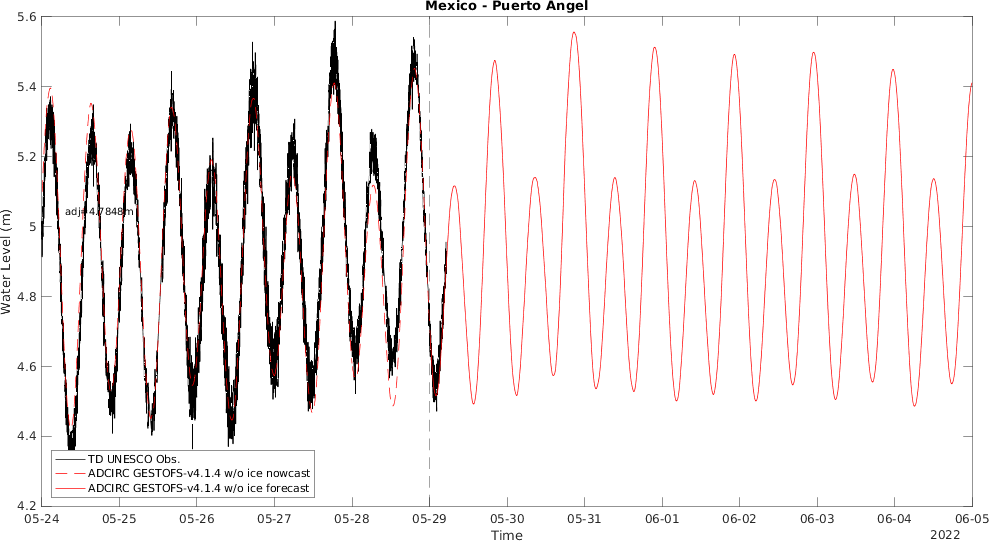 Mexico - Puerto Angel
5.6
5.4
5.2
5
4.8
4.6
4.4
4.2
Water Level (m)
adj: 4.7848m
TD UNESCO Obs.
ADCIRC GESTOFS-v4.1.4 w/o ice nowcast
ADCIRC GESTOFS-v4.1.4 w/o ice forecast
05-24 05-25 05-26 05-27 05-28 05-29 05-30 05-31 06-01 06-02 06-03 06-04 06-05
Time
2022